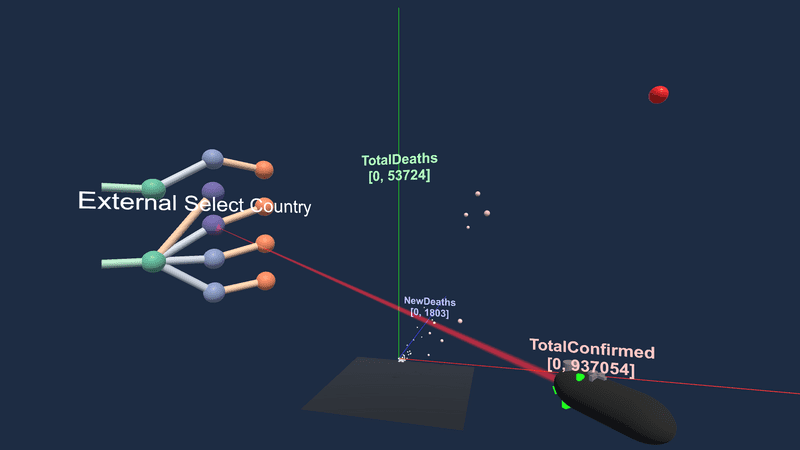 TotalDeaths
[0, 53724]
External Select Country
NewDeaths
[0, 1803]
TotalConfirmed
[0, 937054]